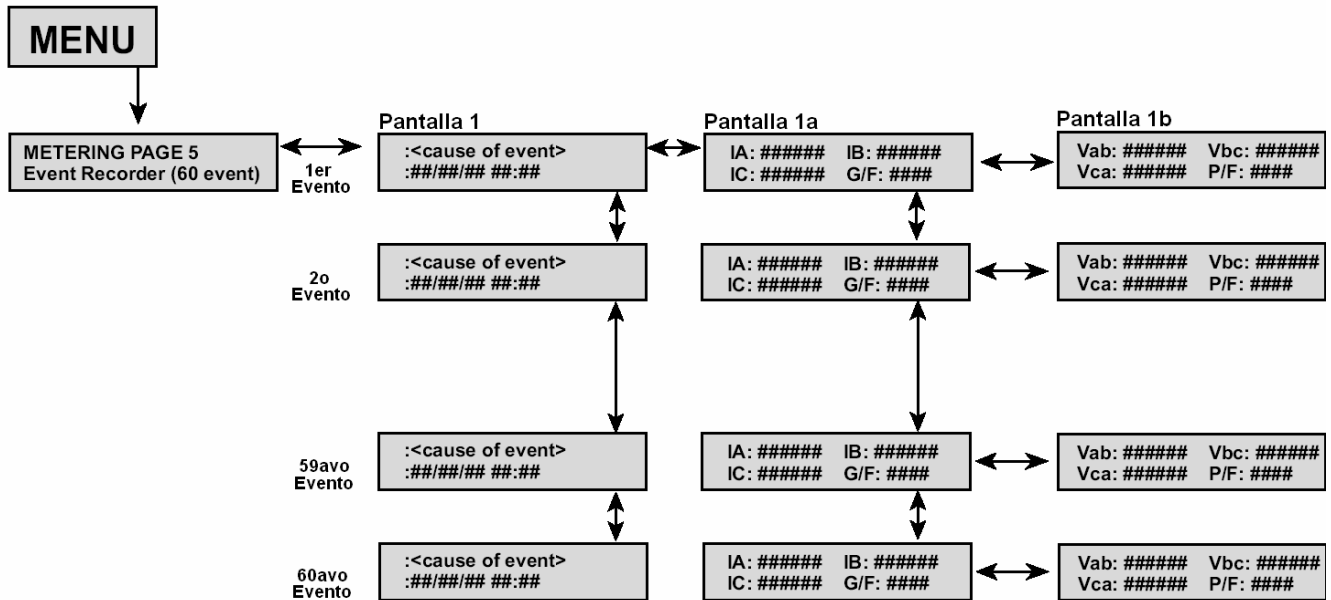 MENU
Pantalla 1
Pantalla 1a
Pantalla 1b
METERING PAGE 5
Event Recorder (60 event)
1er
Evento
:<cause of event>
:##/##/## ##:##
IA: ###### IB: ######
IC: ###### G/F: ####
Vab: ###### Vbc: ######
Vca: ###### P/F: ####
2o
Evento
:<cause of event>
:##/##/## ##:##
IA: ###### IB: ######
IC: ###### G/F: ####
Vab: ###### Vbc: ######
Vca: ###### P/F: ####
59avo
Evento
:<cause of event>
:##/##/## ##:##
IA: ###### IB: ######
IC: ###### G/F: ####
Vab: ###### Vbc: ######
Vca: ###### P/F: ####
60avo
Evento
:<cause of event>
:##/##/## ##:##
IA: ###### IB: ######
IC: ###### G/F: ####
Vab: ###### Vbc: ######
Vca: ###### P/F: ####